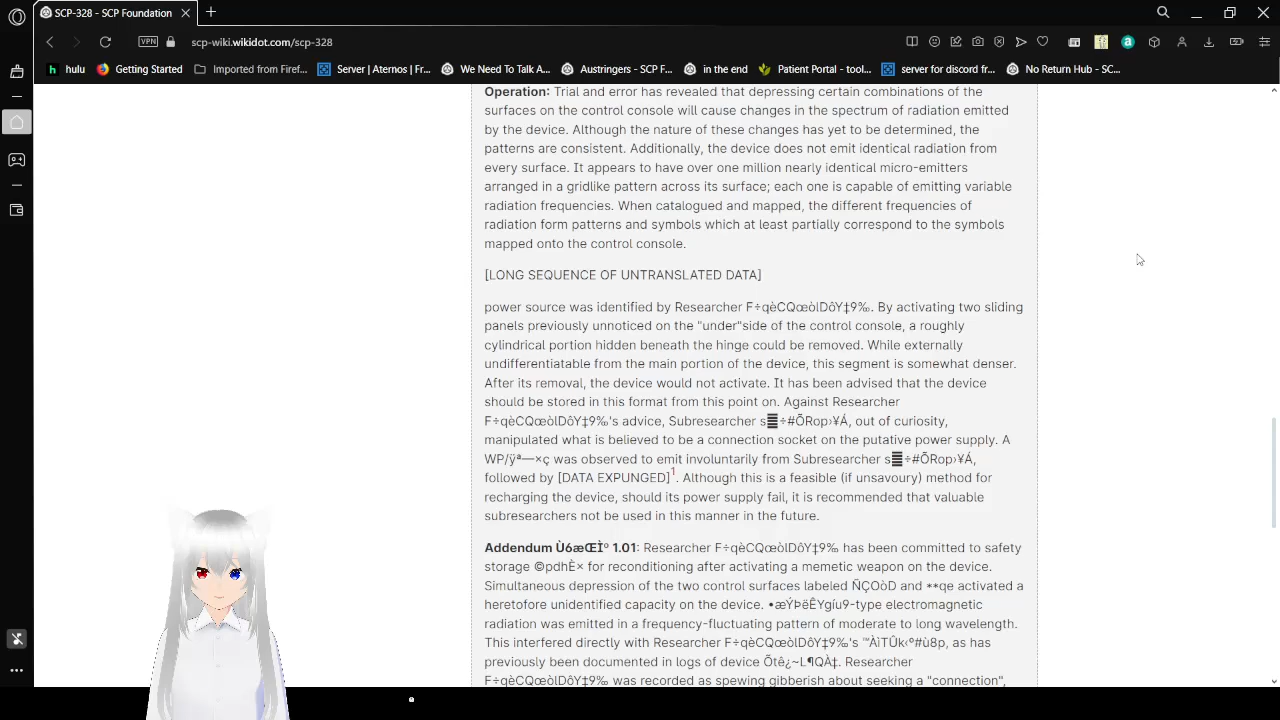 SCP-328 - SCP Foundation
VPN
scp-wiki.wikidot.com/scp-328
hulu
Getting Started
Imported from Firef...
Server | Aternos | Fr...
We Need To Talk A...
Austringers - SCP F...
in the end
Patient Portal - tool...
server for discord fr...
No Return Hub - SC...
Operation: Trial and error has revealed that depressing certain combinations of the
surfaces on the control console will cause changes in the spectrum of radiation emitted
by the device. Although the nature of these changes has yet to be determined, the
patterns are consistent. Additionally, the device does not emit identical radiation from
every surface. It appears to have over one million nearly identical micro-emitters
arranged in a gridlike pattern across its surface; each one is capable of emitting variable
radiation frequencies. When catalogued and mapped, the different frequencies of
radiation form patterns and symbols which at least partially correspond to the symbols
mapped onto the control console.
[LONG SEQUENCE OF UNTRANSLATED DATA]
power source was identified by Researcher F÷qèCQœòlDôY‡9‰. By activating two sliding
panels previously unnoticed on the "under"side of the control console, a roughly
cylindrical portion hidden beneath the hinge could be removed. While externally
undifferentiatable from the main portion of the device, this segment is somewhat denser.
After its removal, the device would not activate. It has been advised that the device
should be stored in this format from this point on. Against Researcher
F÷qèCQœòlDôY‡9‰'s advice, Subresearcher s≣÷#ÕRop›¥Á, out of curiosity,
manipulated what is believed to be a connection socket on the putative power supply. A
WP/ÿª—×ç was observed to emit involuntarily from Subresearcher s≣÷#ÕRop›¥Á,
followed by [DATA EXPUNGED]1. Although this is a feasible (if unsavoury) method for
recharging the device, should its power supply fail, it is recommended that valuable
subresearchers not be used in this manner in the future.
Addendum Ù6æŒÌº 1.01: Researcher F÷qèCQœòlDôY‡9‰ has been committed to safety
storage ©pdhÈ× for reconditioning after activating a memetic weapon on the device.
Simultaneous depression of the two control surfaces labeled ÑÇOòD and **qe activated a
heretofore unidentified capacity on the device. •æÝÞëÊYgíu9-type electromagnetic
radiation was emitted in a frequency-fluctuating pattern of moderate to long wavelength.
This interfered directly with Researcher F÷qèCQœòlDôY‡9‰'s ™ÀìTÛk‹º#ù8p, as has
previously been documented in logs of device Õtê¿~L¶QÀ‡. Researcher
F÷qèCQœòlDôY‡9‰ was recorded as spewing gibberish about seeking a "connection",